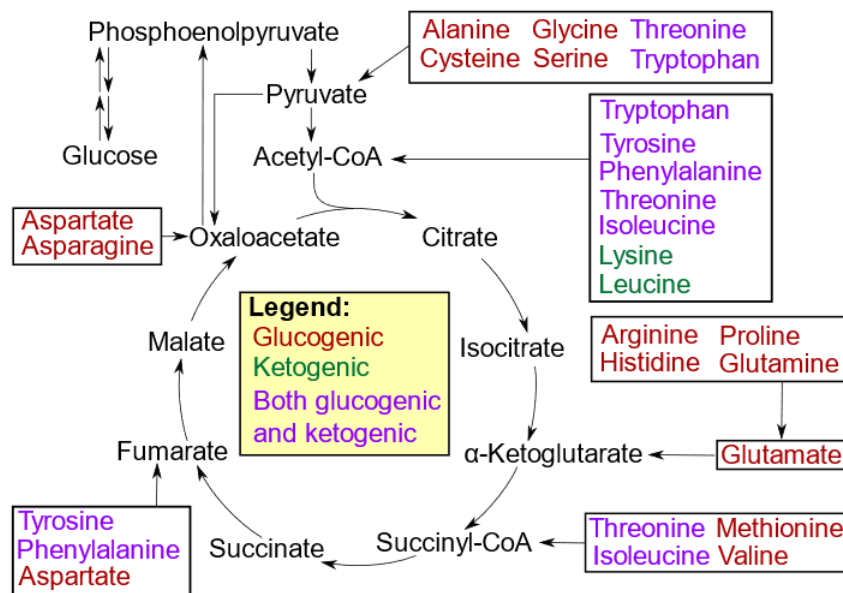 Phosphoenolpyruvate
Alanine Glycine Threonine
Cysteine Serine Tryptophan
Pyruvate
Glucose
Acetyl-CoA
Tryptophan
Tyrosine
Phenylalanine
Threonine
Isoleucine
Lysine
Leucine
Aspartate
Asparagine
Oxaloacetate
Citrate
Legend:
Glucogenic
Ketogenic
Both glucogenic
and ketogenic
Malate
Isocitrate
Arginine Proline
Histidine Glutamine
Fumarate
α-Ketoglutarate
Glutamate
Tyrosine
Phenylalanine
Aspartate
Succinate
Succinyl-CoA
Threonine Methionine
Isoleucine Valine